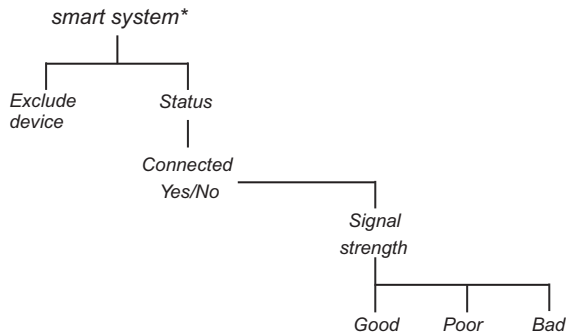 smart system*
Exclude
device
Status
Connected
Yes/No
Signal
strength
Good
Poor
Bad